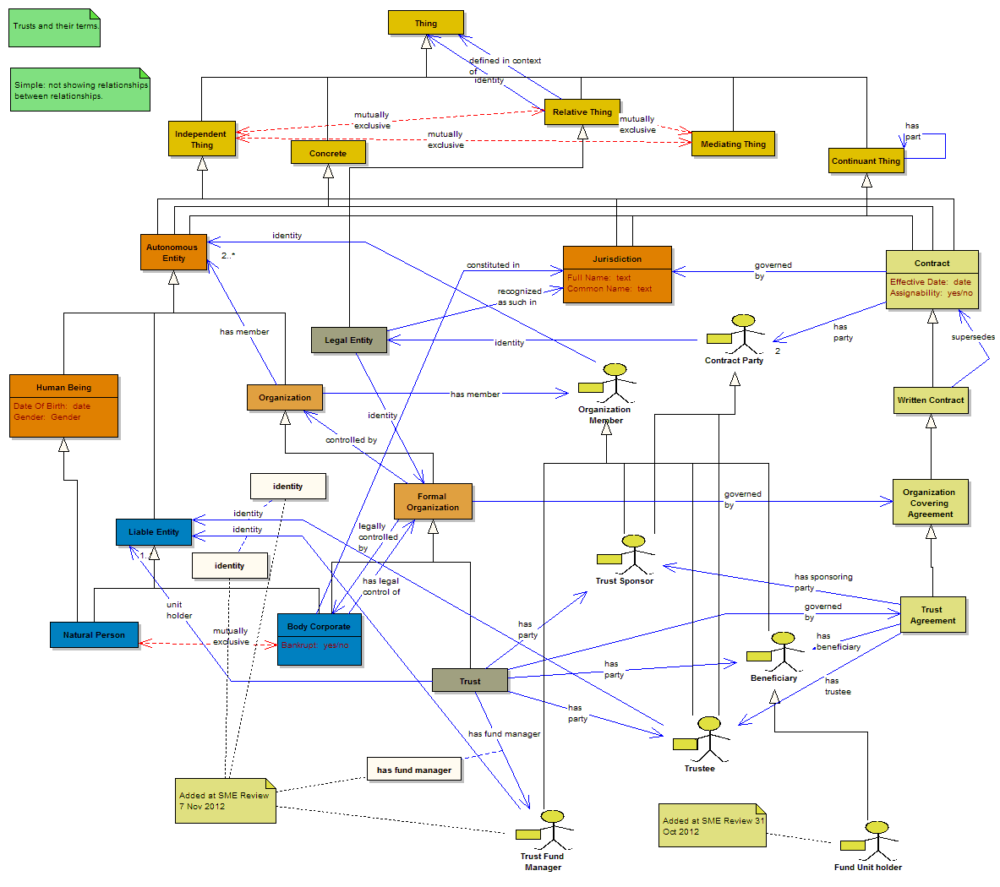 Thing
Trusts and their terms.
defined in context
of
identity
Simple: not showing relationships
between relationships.
Relative Thing
mutually
exclusive
mutually
exclusive
mutually
exclusive
has
part
Independent
Thing
Concrete
Mediating Thing
Continuant Thing
identity
Autonomous
Entity
2..*
constituted in
Jurisdiction
Full Name:  text
Common Name:  text
governed
by
Contract
Effective Date:  date
Assignability:  yes/no
recognized
as such in
has member
Legal Entity
identity
has
party
2
supersedes
Contract Party
Human Being
Date Of Birth:  date
Gender:  Gender
Organization
has member
Organization
Member
Written Contract
identity
controlled by
identity
Formal
Organization
governed
by
Organization
Covering
Agreement
identity
identity
Liable Entity
legally
controlled
by
1..
identity
Trust Sponsor
has sponsoring
party
has legal
control of
unit
holder
governed
by
Trust
Agreement
Natural Person
mutually
exclusive
Body Corporate
Bankrupt:  yes/no
has
party
has
beneficiary
has
party
Trust
Beneficiary
has
trustee
has
party
has fund manager
Trustee
has fund manager
Added at SME Review
7 Nov 2012
Added at SME Review 31
Oct 2012
Trust Fund
Manager
Fund Unit holder